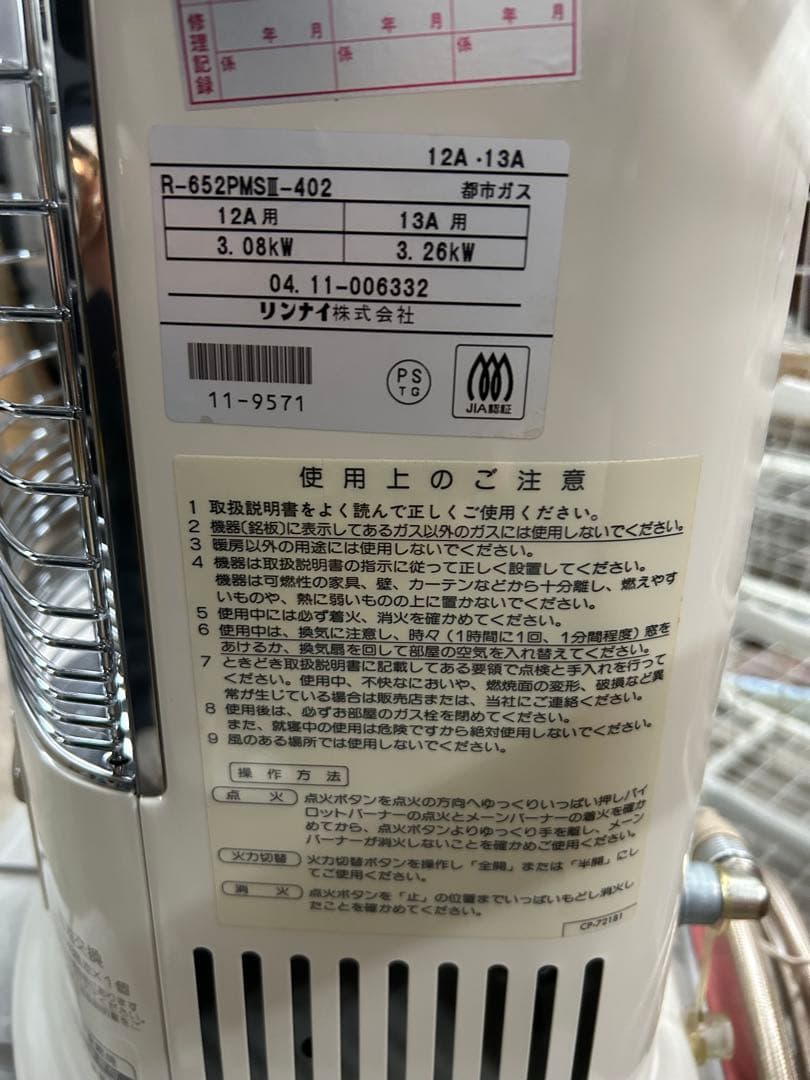 修理記録
年 月 年 月 年 月
係 係 係
12A・13A
R-652PMSⅢ-402 都市ガス
12A用 13A用
3.08kW 3.26kW
04.11-006332
リンナイ株式会社
11-9571
PS
TG
JIA認証
使用上のご注意
1 取扱説明書をよく読んで正しくご使用ください。
2 機器〔銘板〕に表示してあるガス以外のガスには使用しないでください。
3 暖房以外の用途には使用しないでください。
4 機器は取扱説明書の指示に従って正しく設置してください。
機器は可燃性の家具、壁、カーテンなどから十分離し、燃えやす
いものや、熱に弱いものの上に置かないでください。
5 使用中には必ず着火、消火を確かめてください。
6 使用中は、換気に注意し、時々（1時間に1回、1分間程度）窓を
あけるか、換気扇を回して部屋の空気を入れ替えてください。
7 ときどき取扱説明書に記載してある要領で点検と手入れを行って
ください。使用中、不快なにおいや、燃焼面の変形、破損など異
常が生じている場合は販売店または、当社にご連絡ください。
8 使用後は、必ずお部屋のガス栓を閉めてください。
また、就寝中の使用は危険ですから絶対使用しないでください。
9 風のある場所では使用しないでください。
操作方法
点火 点火ボタンを点火の方向へゆっくりいっぱい押しパイ
ロットバーナーの点火とメーンバーナーの着火を確か
めてから、点火ボタンよりゆっくり手を離し、メーン
バーナーが消火しないことを確かめご使用ください。
火力切替 火力切替ボタンを操作し「全開」または「半開」にし
てご使用ください。
消火 点火ボタンを「止」の位置までいっぱいもどし消火し
たことを確かめてください。
CP-72181